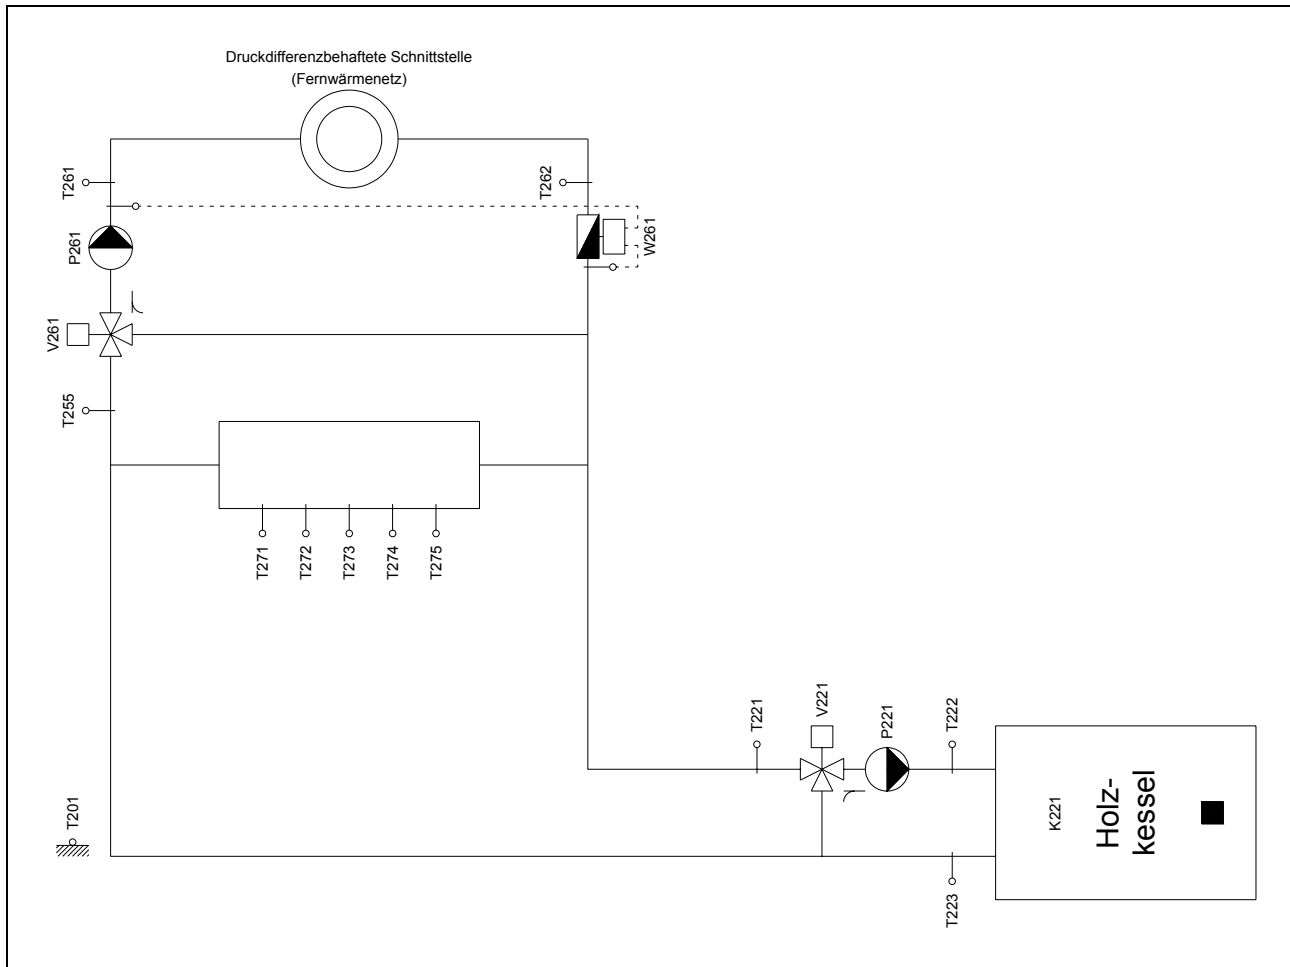 Druckdifferenzbehaftete Schnittstelle
(Fernwärmenetz)
T261
T262
P261
W261
V261
T255
T271
T272
T273
T274
T275
T221
V221
P221
T222
T201
K221
Holz-
kessel
T223